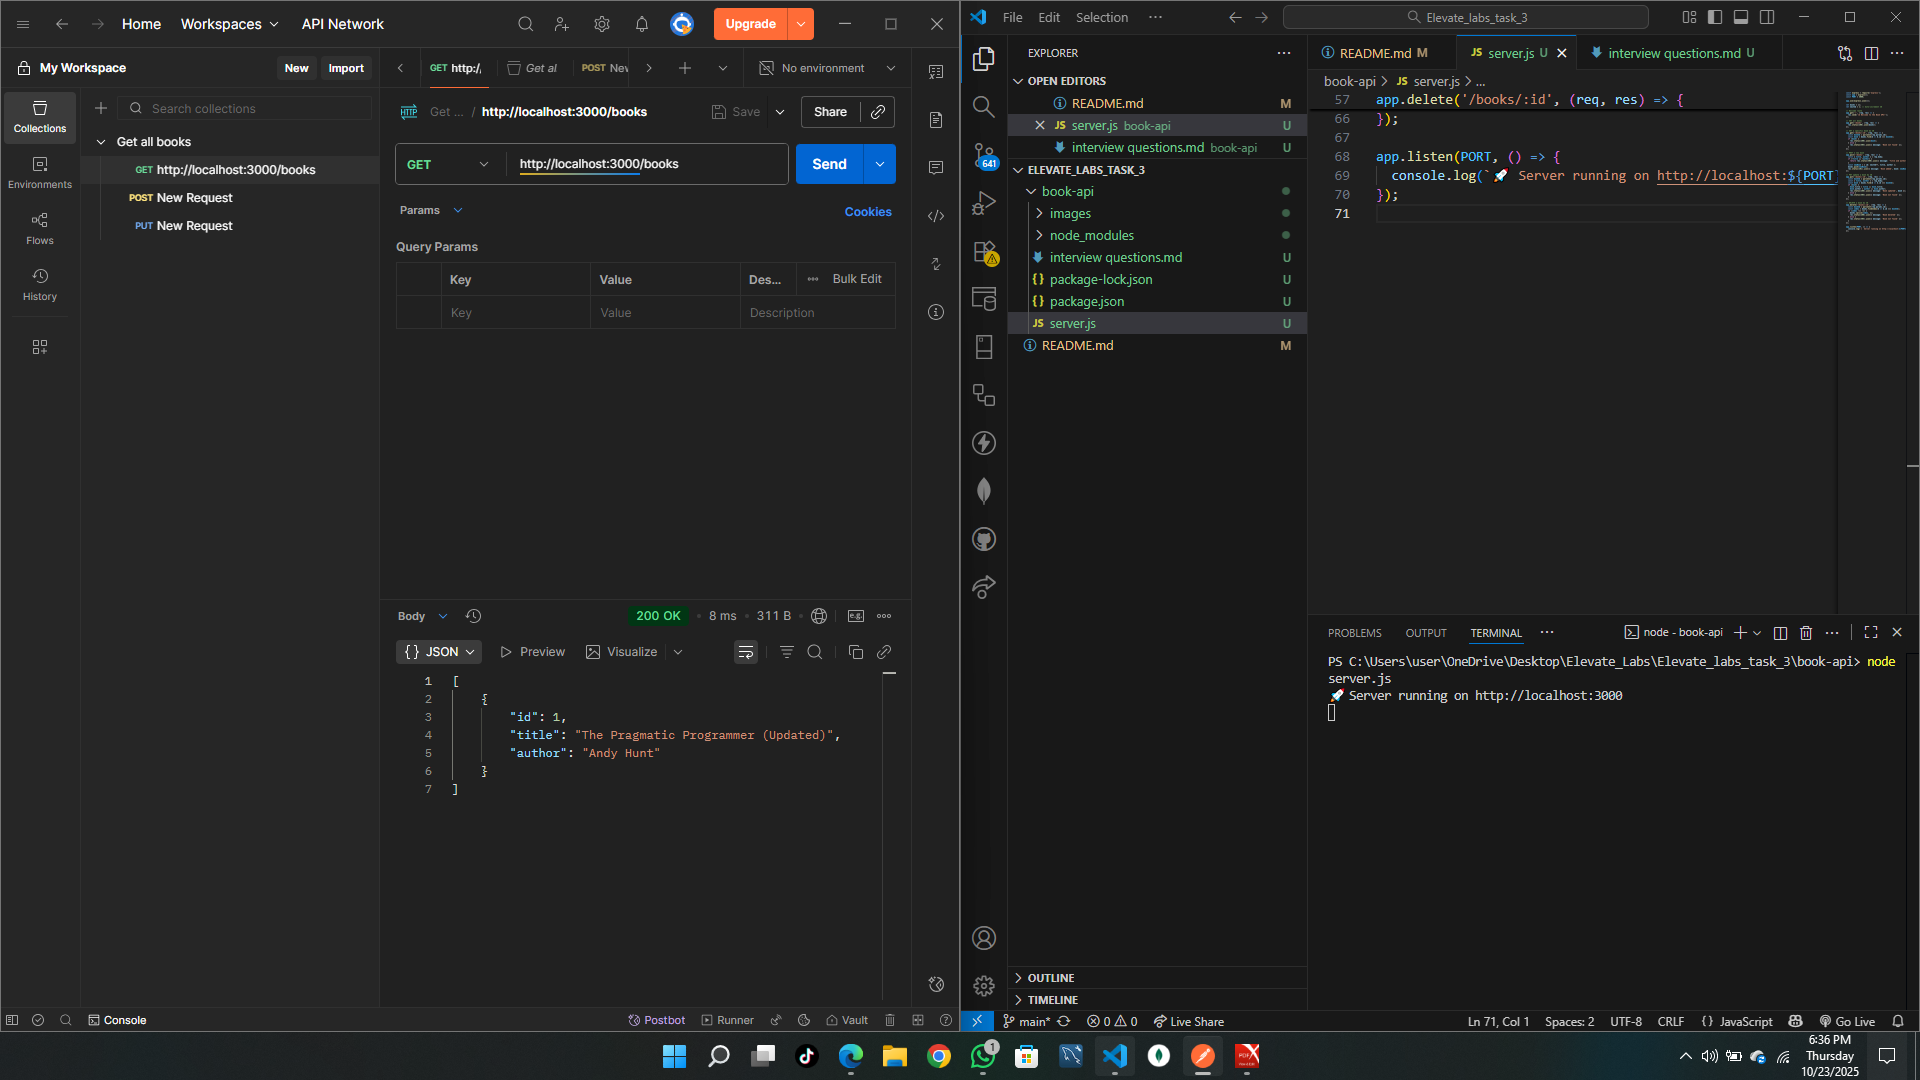 Home
Workspaces
API Network
Upgrade
My Workspace
New
Import
GET http:/
Get al
POST Nev
No environment
Collections
Environments
Flows
History
Search collections
Get all books
GET http://localhost:3000/books
POST New Request
PUT New Request
HTTP Get ... / http://localhost:3000/books
Save
Share
GET
http://localhost:3000/books
Send
Params
Cookies
Query Params
Key
Value
Des...
Bulk Edit
Key
Value
Description
Body
200 OK
8 ms
311 B
e.g.
{} JSON
Preview
Visualize
1 [
2 {
3 "id": 1,
4 "title": "The Pragmatic Programmer (Updated)",
5 "author": "Andy Hunt"
6 }
7 ]
Console
Postbot
Runner
Vault
File
Edit
Selection
Elevate_labs_task_3
EXPLORER
OPEN EDITORS
README.md M
JS server.js book-api U
interview questions.md book-api U
ELEVATE_LABS_TASK_3
book-api
images
node_modules
interview questions.md U
{} package-lock.json U
{} package.json U
JS server.js U
README.md M
641
OUTLINE
TIMELINE
README.md M
JS server.js U
interview questions.md U
book-api > JS server.js > ...
57 app.delete('/books/:id', (req, res) => {
66 });
67
68 app.listen(PORT, () => {
69 console.log(`🚀 Server running on http://localhost:${PORT}
70 });
71
PROBLEMS
OUTPUT
TERMINAL
node - book-api
PS C:\Users\user\OneDrive\Desktop\Elevate_Labs\Elevate_labs_task_3\book-api> node
server.js
🚀 Server running on http://localhost:3000
main*
0
0
Live Share
Ln 71, Col 1
Spaces: 2
UTF-8
CRLF
{} JavaScript
Go Live
1
6:36 PM
Thursday
10/23/2025